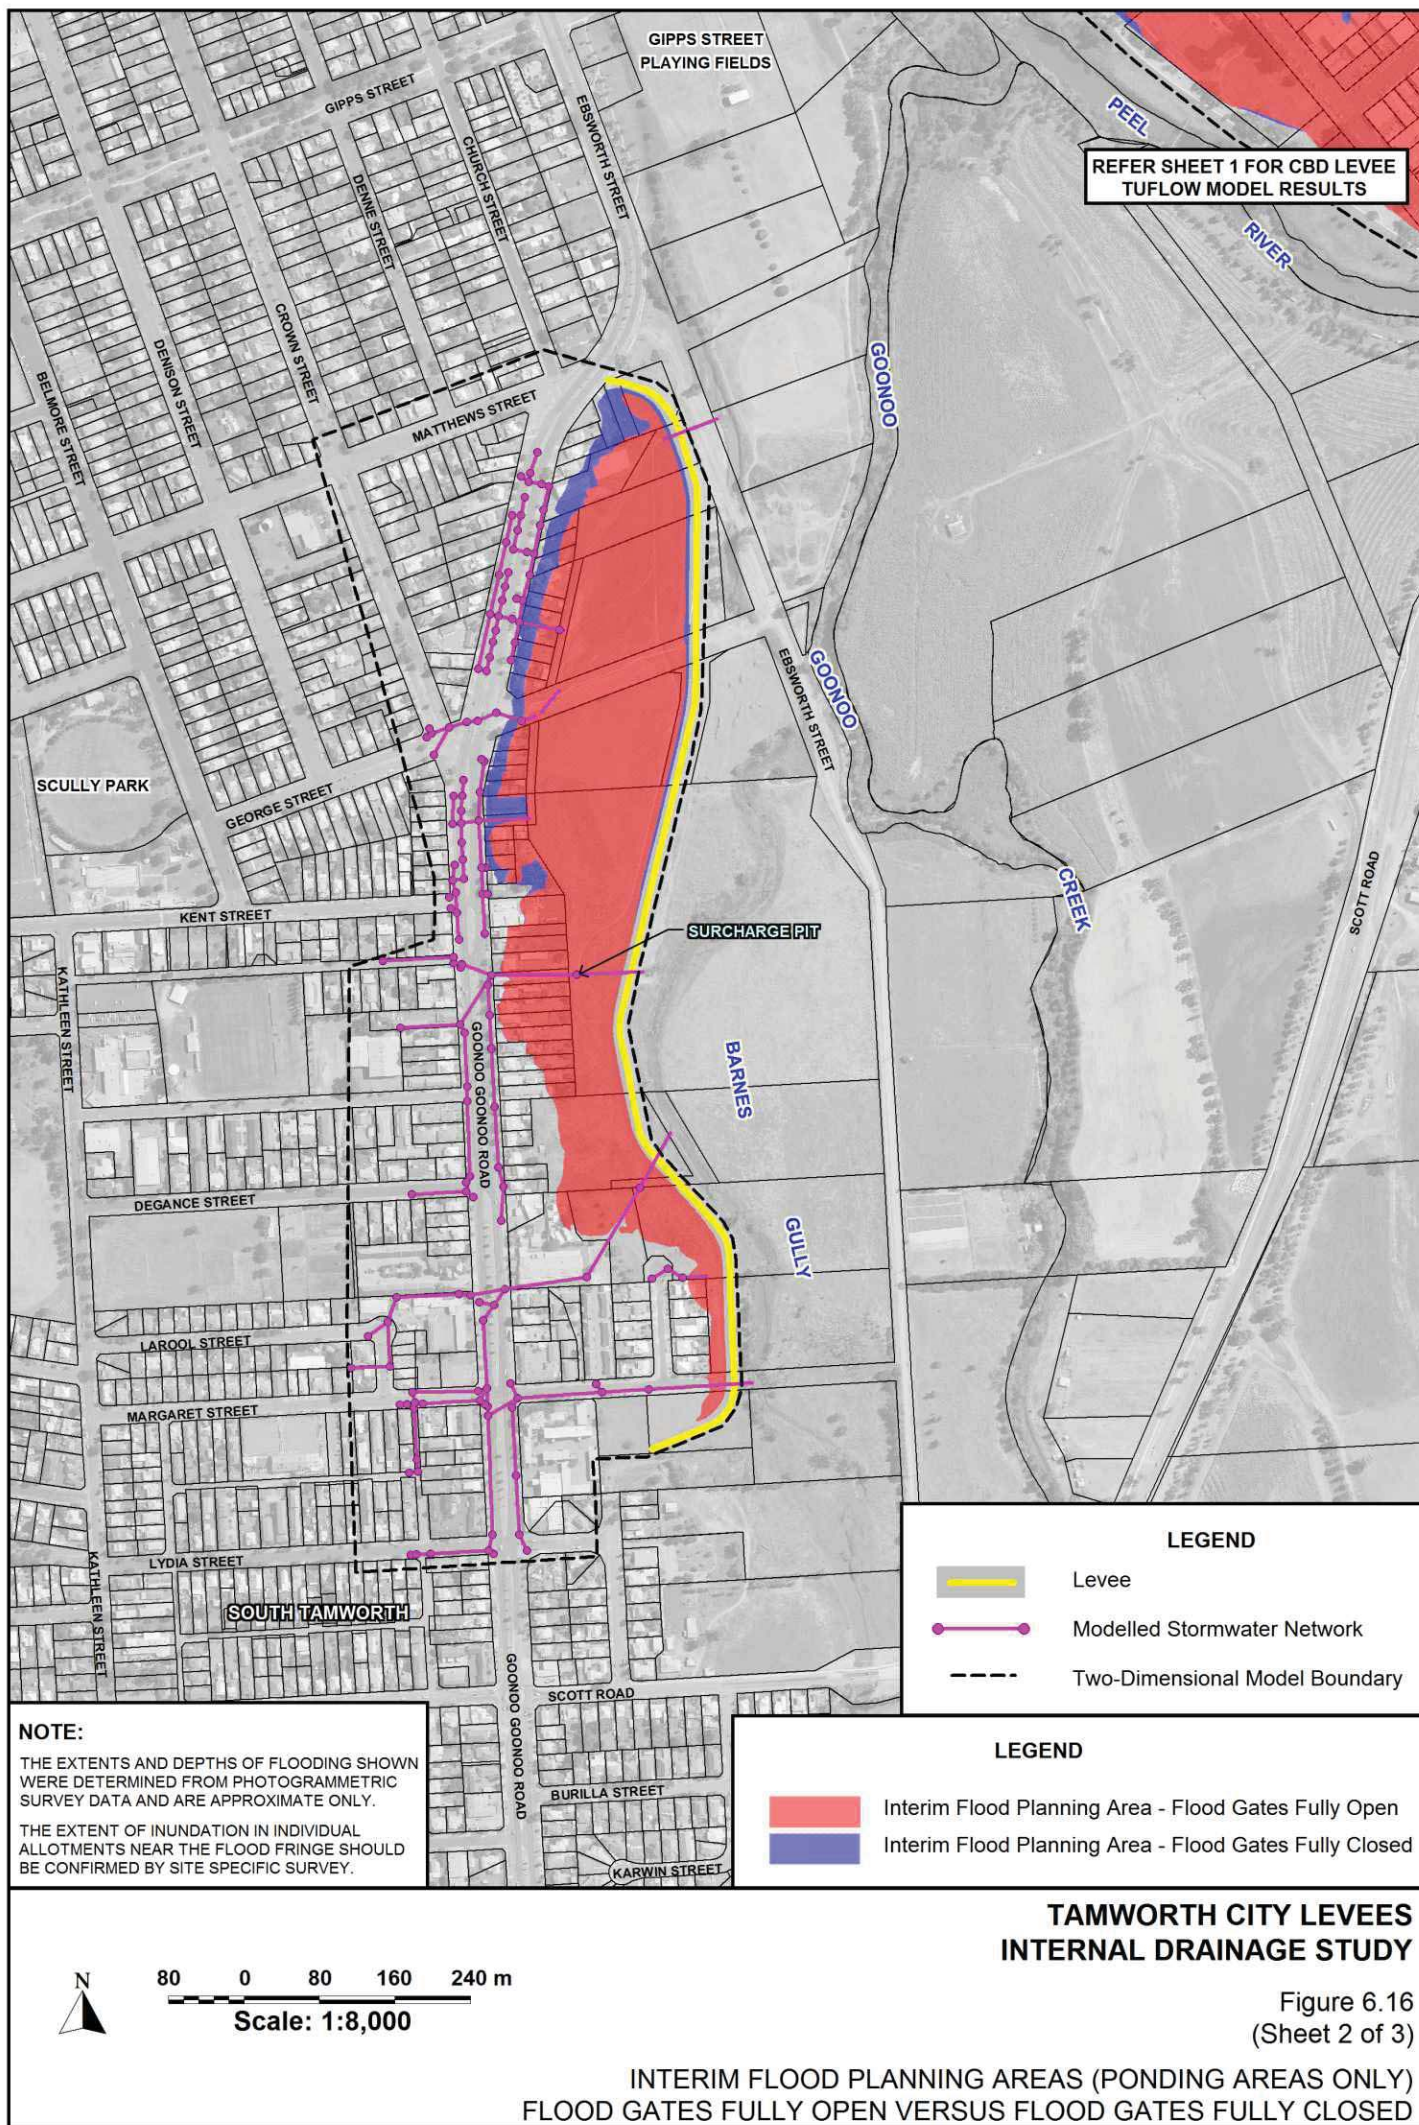 GIPPS STREET
PLAYING FIELDS
GIPPS STREET
EBSWORTH STREET
CHURCH STREET
DENNE STREET
PEEL
REFER SHEET 1 FOR CBD LEVEE
TUFLOW MODEL RESULTS
RIVER
CROWN STREET
DENISON STREET
BELMORE STREET
GOONOO
MATTHEWS STREET
GOONOO
EBSWORTH STREET
SCULLY PARK
GEORGE STREET
SCOTT ROAD
CREEK
KENT STREET
SURCHARGE PIT
KATHLEEN STREET
GOONOO GOONOO ROAD
BARNES
DEGANCE STREET
GULLY
LAROOL STREET
MARGARET STREET
LYDIA STREET
KATHLEEN STREET
SOUTH TAMWORTH
GOONOO GOONOO ROAD
SCOTT ROAD
BURILLA STREET
KARWIN STREET
LEGEND
Levee
Modelled Stormwater Network
Two-Dimensional Model Boundary
LEGEND
Interim Flood Planning Area - Flood Gates Fully Open
Interim Flood Planning Area - Flood Gates Fully Closed
NOTE:
THE EXTENTS AND DEPTHS OF FLOODING SHOWN
WERE DETERMINED FROM PHOTOGRAMMETRIC
SURVEY DATA AND ARE APPROXIMATE ONLY.
THE EXTENT OF INUNDATION IN INDIVIDUAL
ALLOTMENTS NEAR THE FLOOD FRINGE SHOULD
BE CONFIRMED BY SITE SPECIFIC SURVEY.
N
80 0 80 160 240 m
Scale: 1:8,000
TAMWORTH CITY LEVEES
INTERNAL DRAINAGE STUDY
Figure 6.16
(Sheet 2 of 3)
INTERIM FLOOD PLANNING AREAS (PONDING AREAS ONLY)
FLOOD GATES FULLY OPEN VERSUS FLOOD GATES FULLY CLOSED